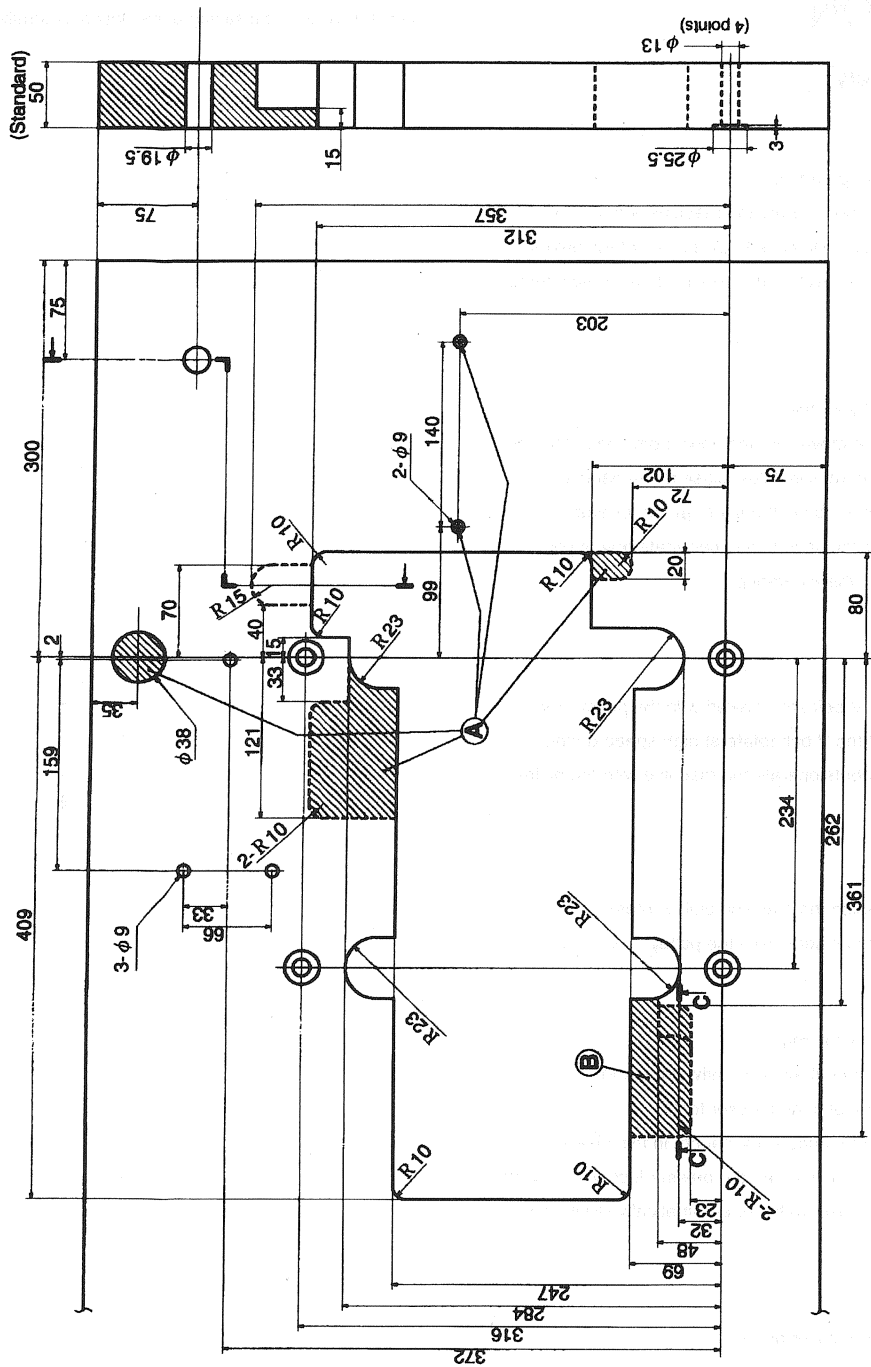 (Standard)
50
φ19.5
15
75
357
312
(4 points)
φ13
φ25.5
3
75
300
203
140
2-φ9
99
102
72
75
R10
R10
R10
20
80
70
R15
40
R10
2
15
33
R23
121
35
φ38
159
2-R10
3-φ9
33
66
409
A
R23
234
262
361
R23
R23
B
C
C
R10
R10
2-R10
23
32
48
69
247
284
316
372